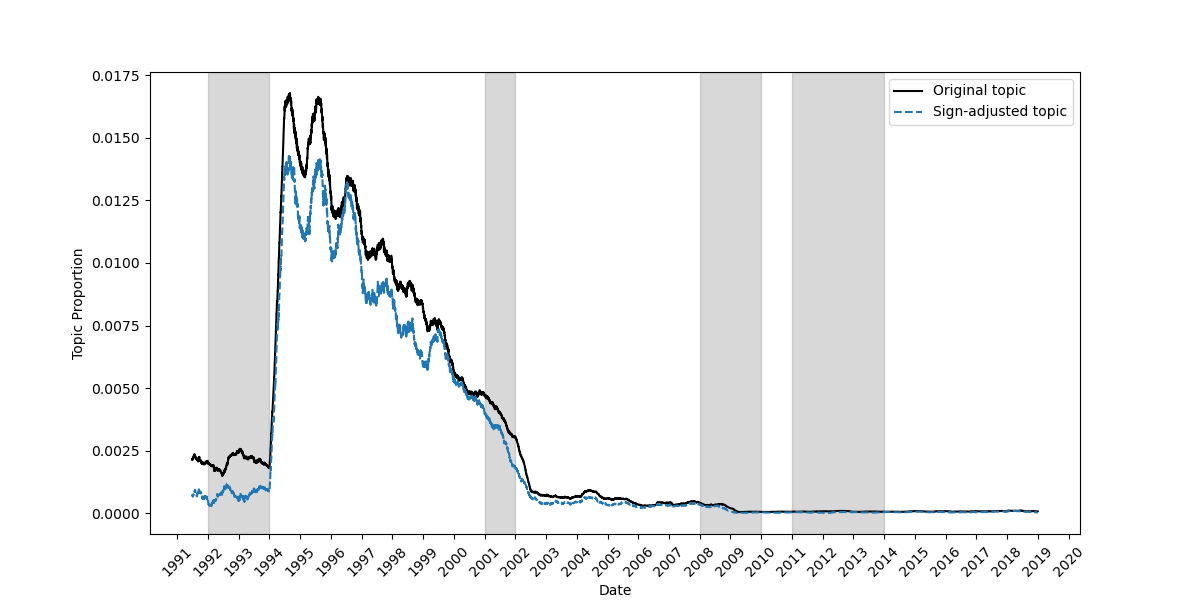 0.0175
0.0150
0.0125
0.0100
0.0075
0.0050
0.0025
0.0000
Topic Proportion
Original topic
Sign-adjusted topic
1991 1992 1993 1994 1995 1996 1997 1998 1999 2000 2001 2002 2003 2004 2005 2006 2007 2008 2009 2010 2011 2012 2013 2014 2015 2016 2017 2018 2019 2020
Date